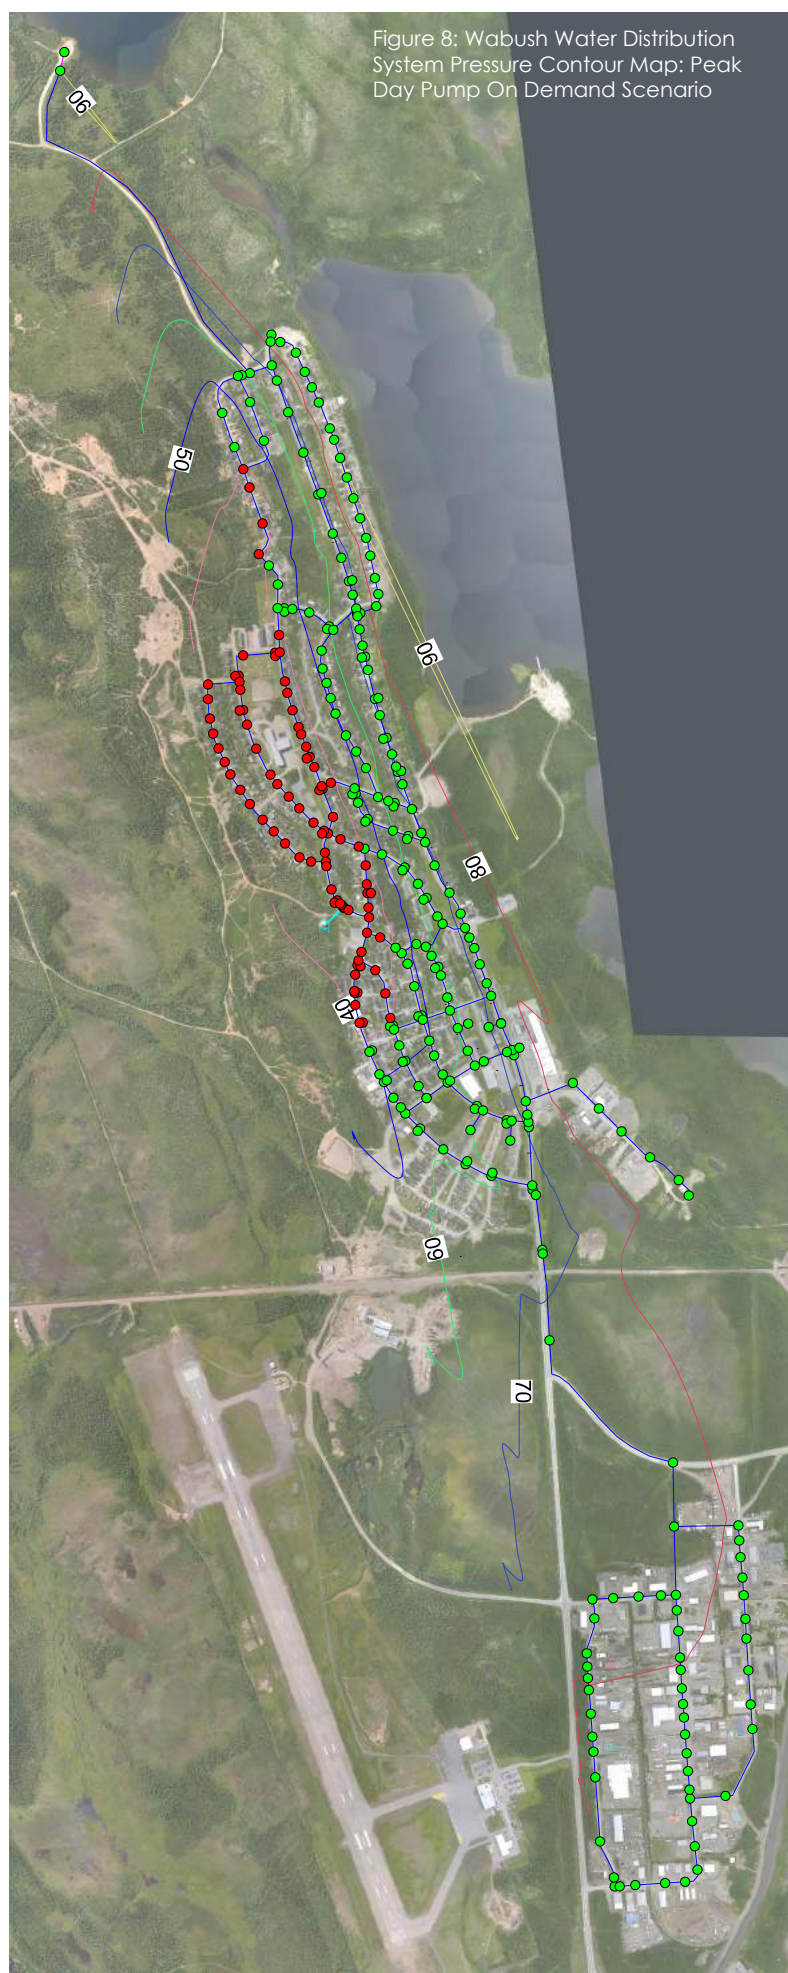 Figure 8: Wabush Water Distribution
System Pressure Contour Map: Peak
Day Pump On Demand Scenario
90
50
90
80
40
60
70